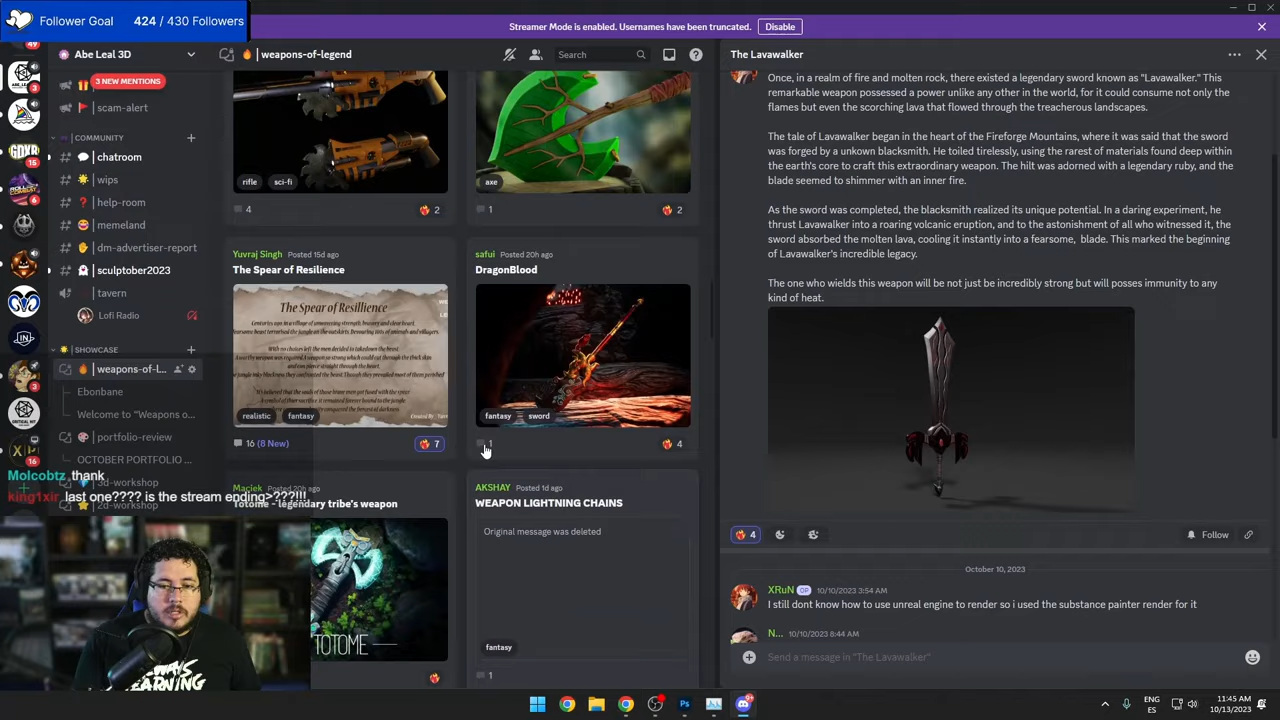 Follower Goal 424 / 430 Followers
Streamer Mode is enabled. Usernames have been truncated. Disable
49
Abe Leal 3D
3 NEW MENTIONS
scam-alert
COMMUNITY
chatroom
wips
help-room
memeland
dm-advertiser-report
sculptober2023
tavern
Lofi Radio
SHOWCASE
weapons-of-l...
Ebonbane
Welcome to "Weapons o...
portfolio-review
OCTOBER PORTFOLIO ...
3d-workshop
2d-workshop
3
15
6
3
16
Molcobtz thank
king1xir last one???? is the stream ending>???!!!
weapons-of-legend
Search
rifle sci-fi
4
2
axe
1
2
Yuvraj Singh Posted 15d ago
The Spear of Resilience
The Spear of Resillience
realistic fantasy
16 (8 New)
7
safui Posted 20h ago
DragonBlood
fantasy sword
1
4
Maciek Posted 20h ago
Totome - legendary tribe's weapon
TOTOME
AKSHAY Posted 1d ago
WEAPON LIGHTNING CHAINS
Original message was deleted
fantasy
1
The Lavawalker
Once, in a realm of fire and molten rock, there existed a legendary sword known as "Lavawalker." This
remarkable weapon possessed a power unlike any other in the world, for it could consume not only the
flames but even the scorching lava that flowed through the treacherous landscapes.
The tale of Lavawalker began in the heart of the Fireforge Mountains, where it was said that the sword
was forged by a unkown blacksmith. He toiled tirelessly, using the rarest of materials found deep within
the earth's core to craft this extraordinary weapon. The hilt was adorned with a legendary ruby, and the
blade seemed to shimmer with an inner fire.
As the sword was completed, the blacksmith realized its unique potential. In a daring experiment, he
thrust Lavawalker into a roaring volcanic eruption, and to the astonishment of all who witnessed it, the
sword absorbed the molten lava, cooling it instantly into a fearsome, blade. This marked the beginning
of Lavawalker's incredible legacy.
The one who wields this weapon will be not just be incredibly strong but will posses immunity to any
kind of heat.
4
Follow
October 10, 2023
XRuN OP 10/10/2023 3:54 AM
I still dont know how to use unreal engine to render so i used the substance painter render for it
N... 10/10/2023 8:44 AM
Send a message in "The Lavawalker"
ENG
ES
11:45 AM
10/13/2023